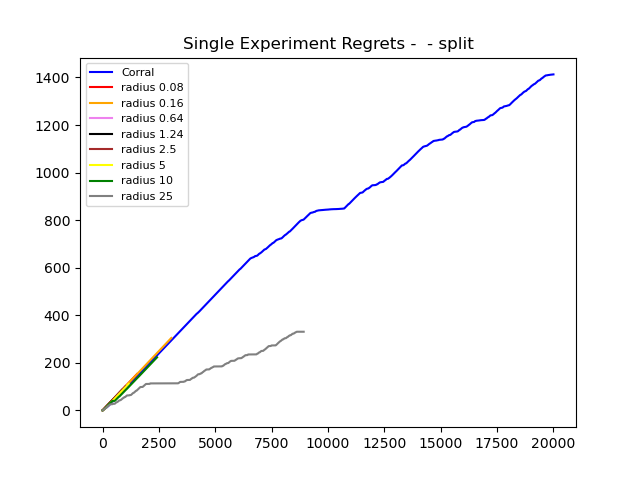 Single Experiment Regrets -  - split
1400
1200
1000
800
600
400
200
0
Corral
radius 0.08
radius 0.16
radius 0.64
radius 1.24
radius 2.5
radius 5
radius 10
radius 25
0 2500 5000 7500 10000 12500 15000 17500 20000